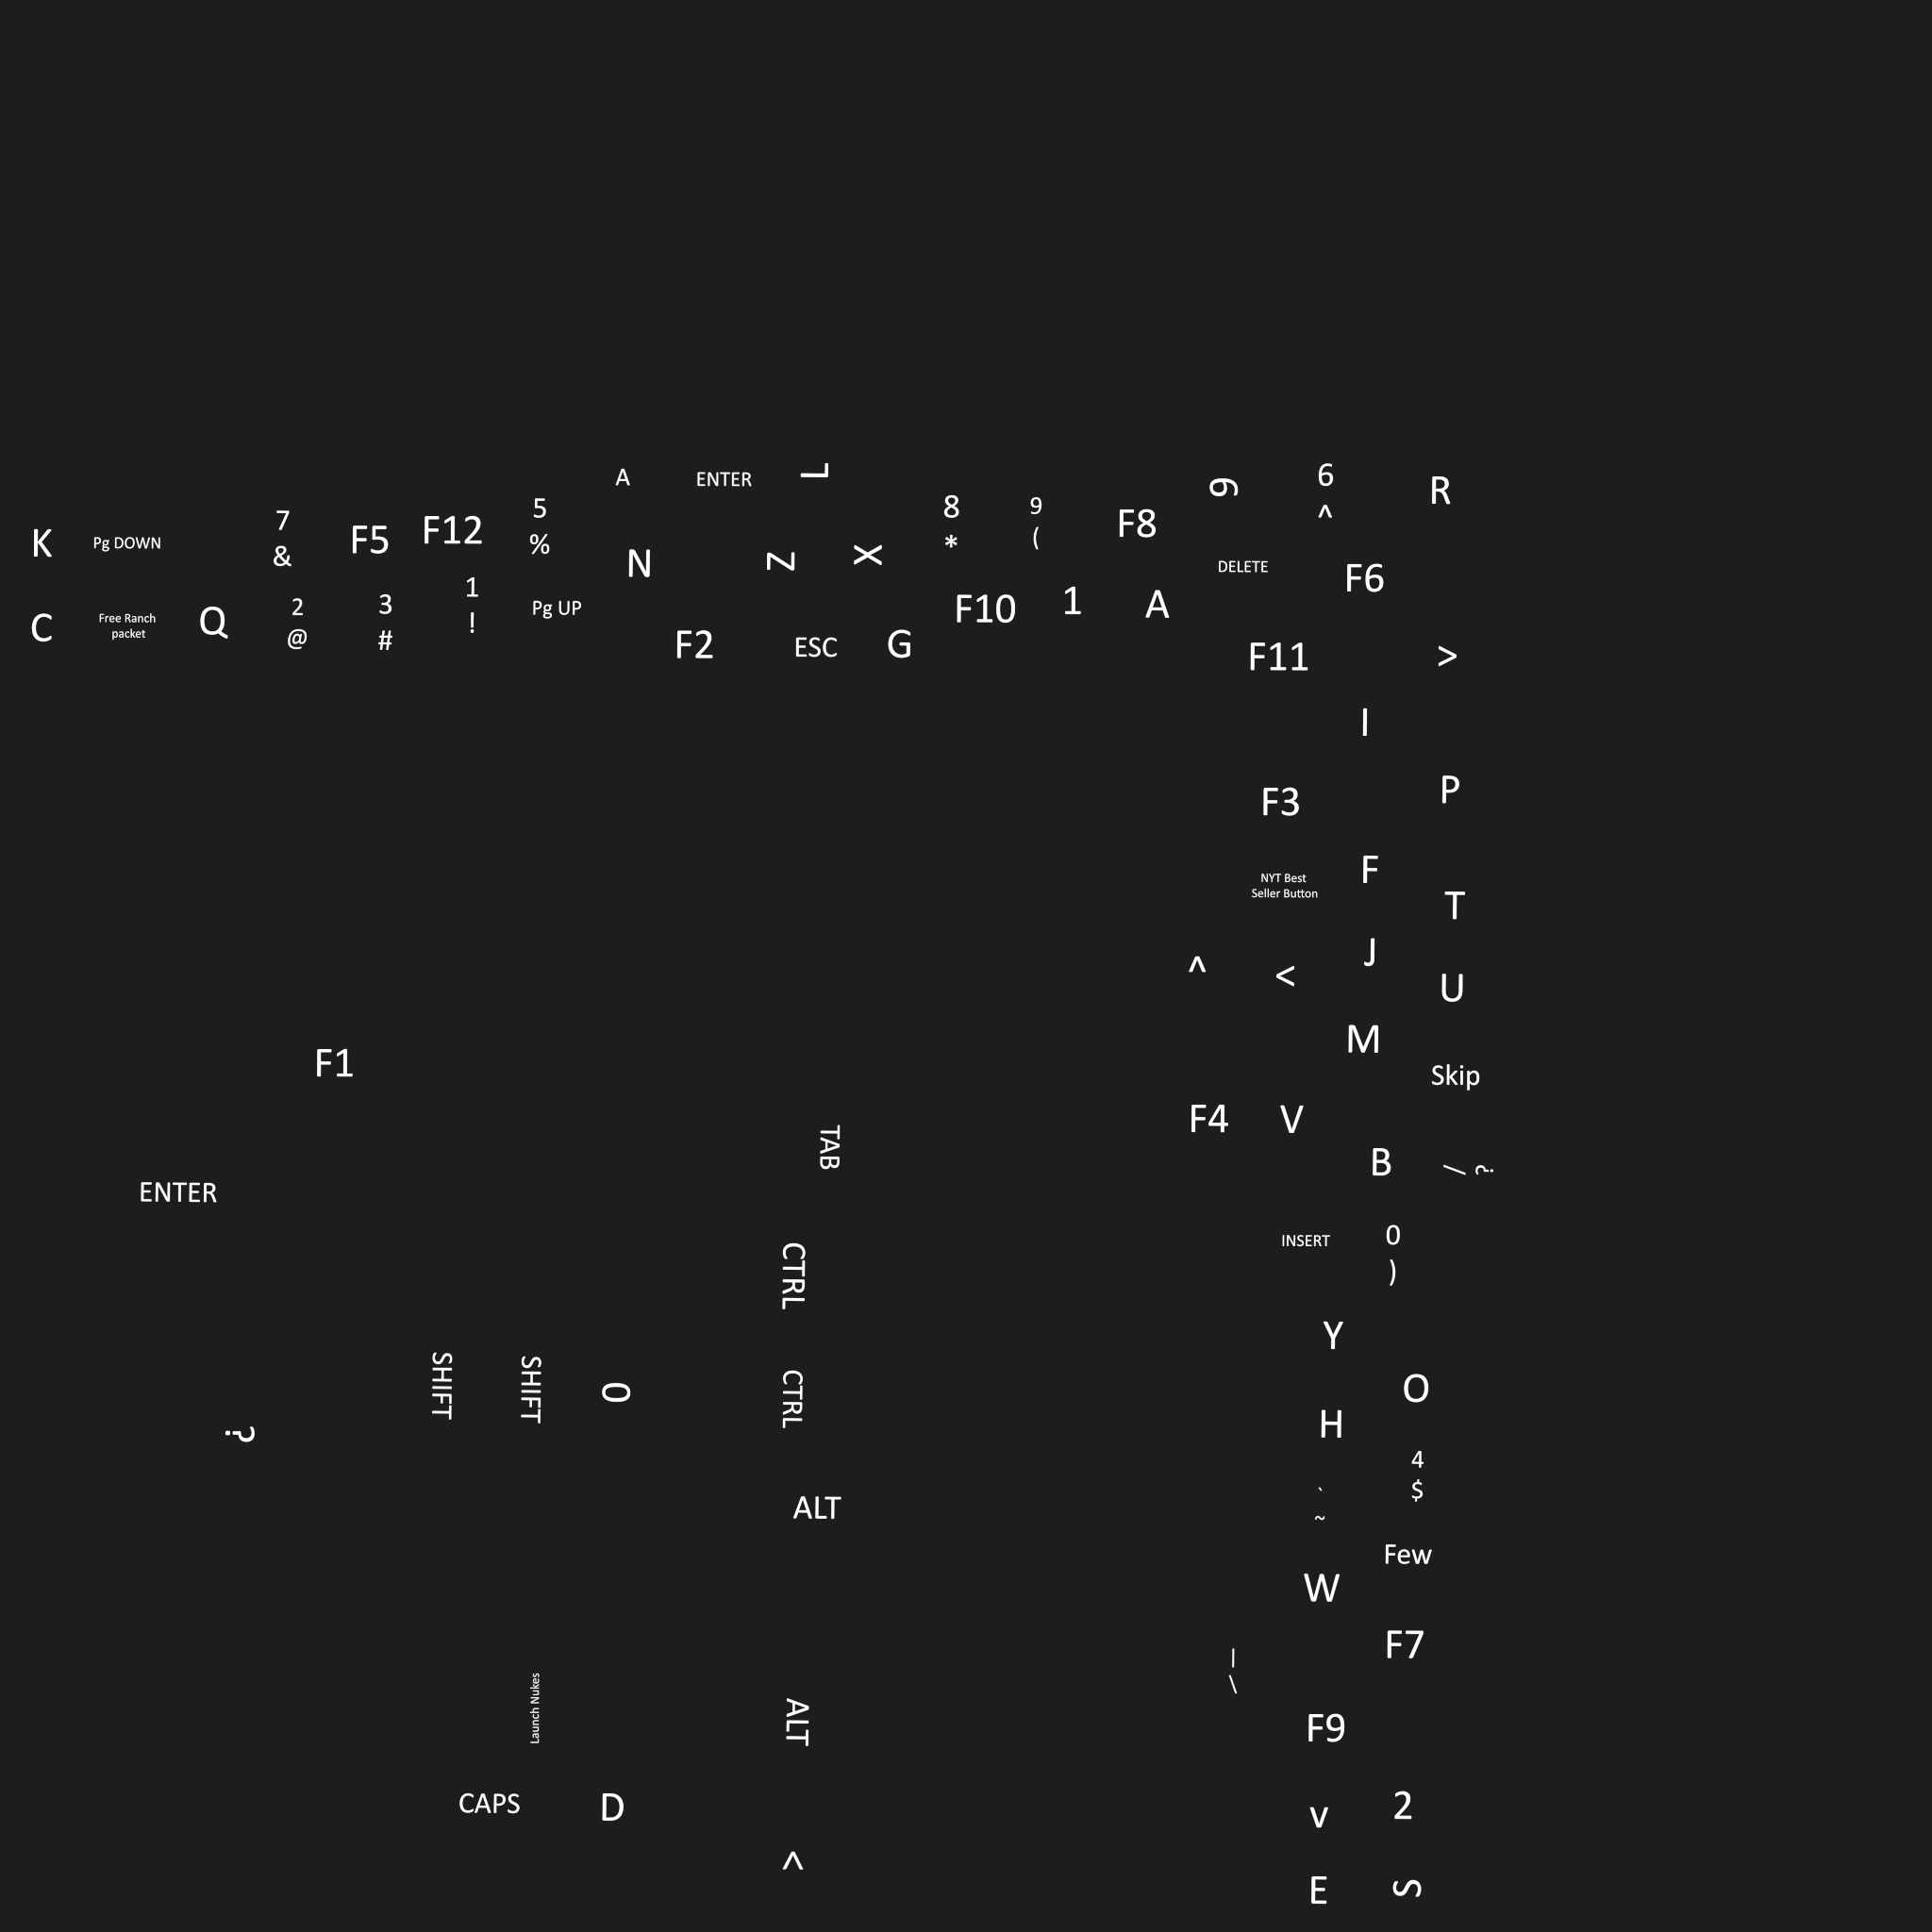 A
ENTER
L
6
6
^
R
K
Pg DOWN
7
&
F5
F12
5
%
N
Z
X
8
*
9
(
F8
DELETE
F6
C
Free Ranch
packet
Q
2
@
3
#
1
!
Pg UP
F2
ESC
G
F10
1
A
F11
>
I
F3
P
NYT Best
Seller Button
F
T
^
<
J
U
M
F1
Skip
F4
V
TAB
B
/ ?
ENTER
INSERT
0
)
CTRL
Y
SHIFT
SHIFT
0
CTRL
O
?
H
4
$
`
~
ALT
Few
W
|
\
F7
Launch Nukes
ALT
F9
CAPS
D
v
2
^
E
S